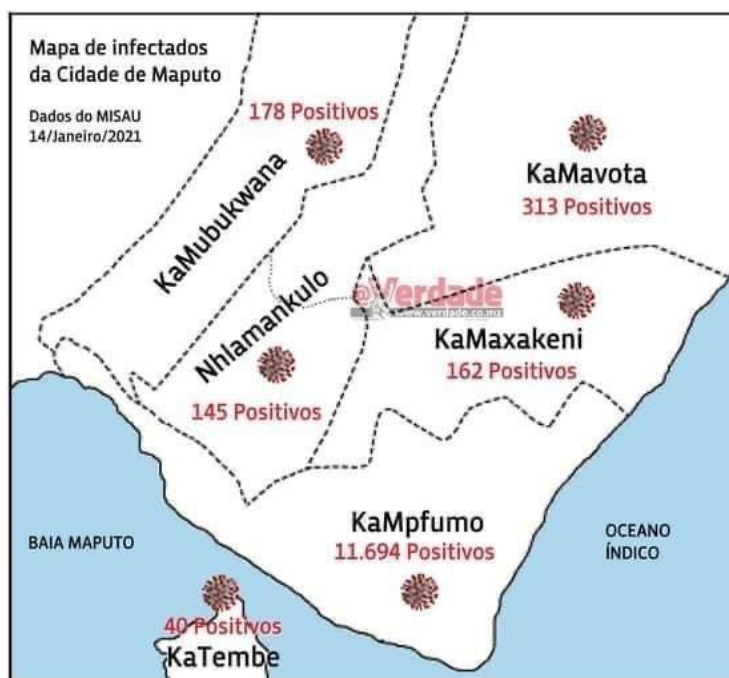 Mapa de infectados
da Cidade de Maputo
Dados do MISAU
14/Janeiro/2021
178 Positivos
KaMubukwana
KaMavota
313 Positivos
@Verdade
www.verdade.co.mz
Nhlamankulo
145 Positivos
KaMaxakeni
162 Positivos
KaMpfumo
11.694 Positivos
BAIA MAPUTO
OCEANO
ÍNDICO
40 Positivos
KaTembe